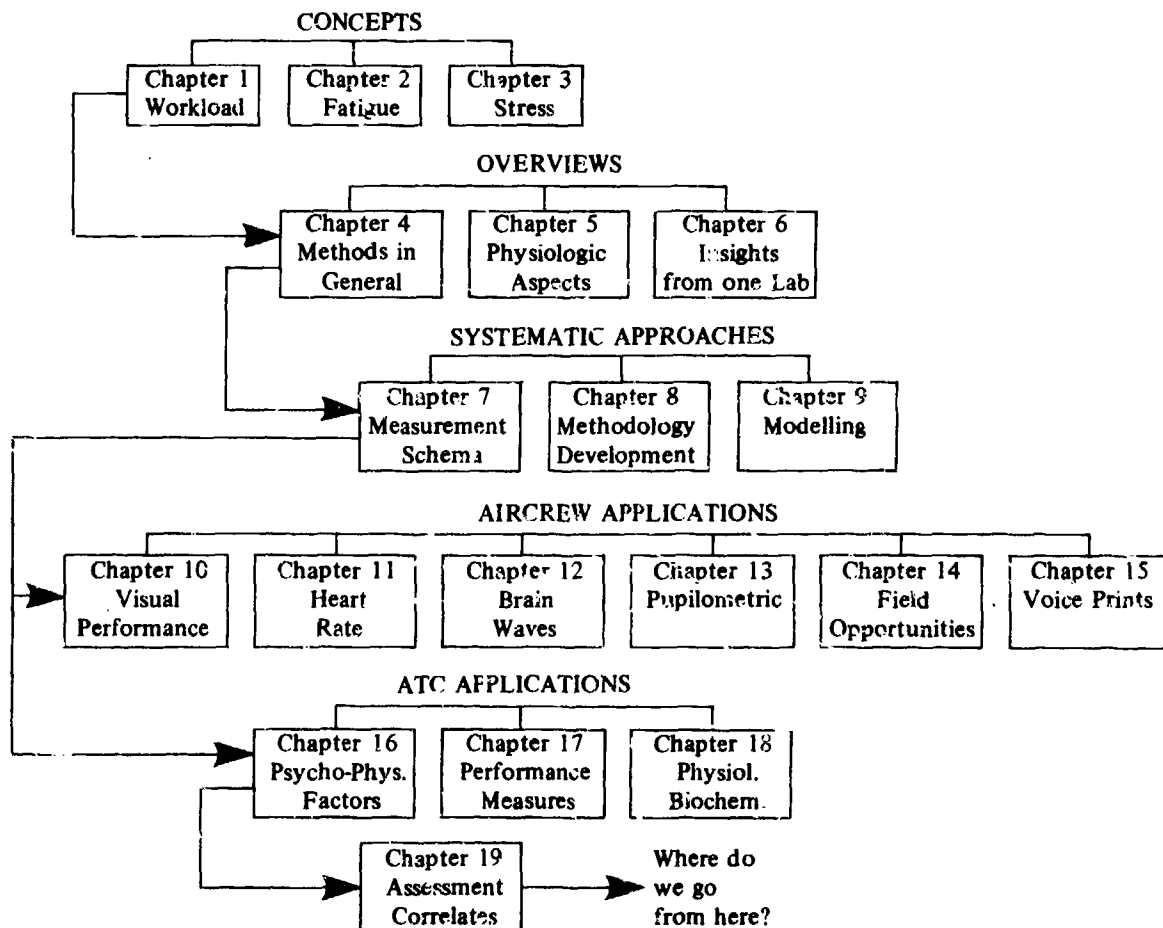 CONCEPTS
Chapter 1
Workload
Chapter 2
Fatigue
Chapter 3
Stress
OVERVIEWS
Chapter 4
Methods in
General
Chapter 5
Physiologic
Aspects
Chapter 6
Insights
from one Lab
SYSTEMATIC APPROACHES
Chapter 7
Measurement
Schema
Chapter 8
Methodology
Development
Chapter 9
Modelling
AIRCREW APPLICATIONS
Chapter 10
Visual
Performance
Chapter 11
Heart
Rate
Chapter 12
Brain
Waves
Chapter 13
Pupilometric
Chapter 14
Field
Opportunities
Chapter 15
Voice Prints
ATC APPLICATIONS
Chapter 16
Psycho-Phys.
Factors
Chapter 17
Performance
Measures
Chapter 18
Physiol.
Biochem.
Chapter 19
Assessment
Correlates
Where do
we go
from here?